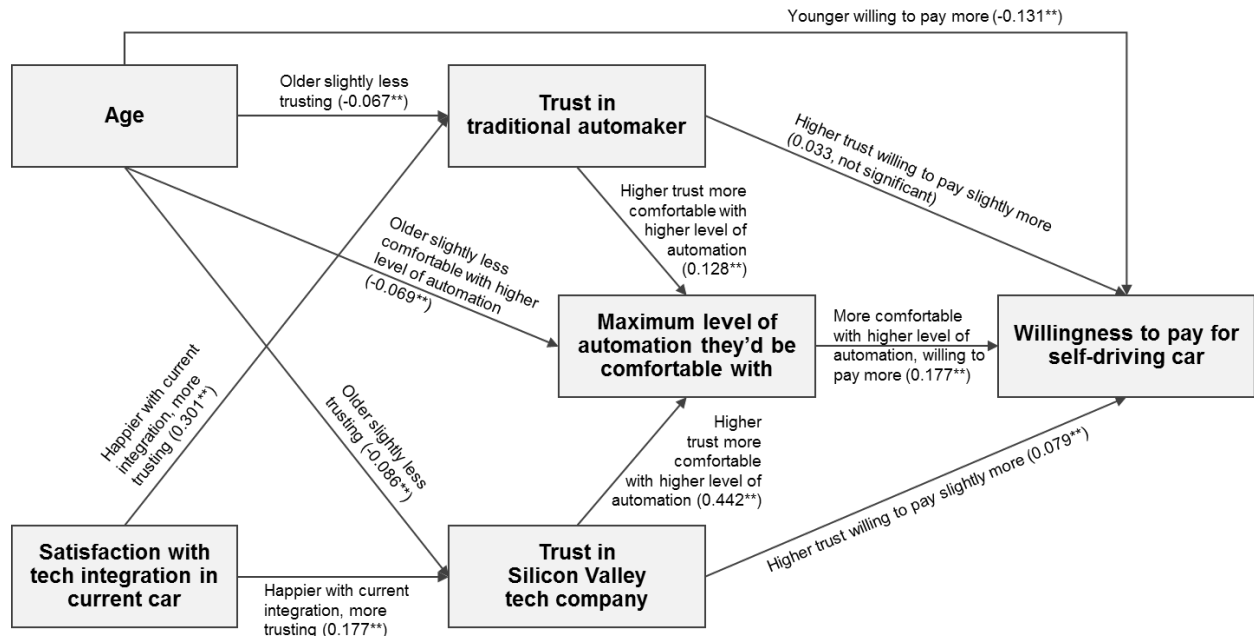 Younger willing to pay more (-0.131**)
Age
Older slightly less
trusting (-0.067**)
Trust in
traditional automaker
Higher trust willing to pay slightly more
(0.033, not significant)
Higher trust more
comfortable with
higher level of
automation
(0.128**)
Older slightly less
comfortable with higher
level of automation
(-0.069**)
Maximum level of
automation they’d be
comfortable with
More comfortable
with higher level of
automation, willing to
pay more (0.177**)
Willingness to pay for
self-driving car
Happier with current
integration, more
trusting (0.301**)
Older slightly less
trusting (-0.086**)
Higher
trust more
comfortable
with higher level of
automation (0.442**)
Higher trust willing to pay slightly more (0.079**)
Satisfaction with
tech integration in
current car
Happier with current
integration, more
trusting (0.177**)
Trust in
Silicon Valley
tech company